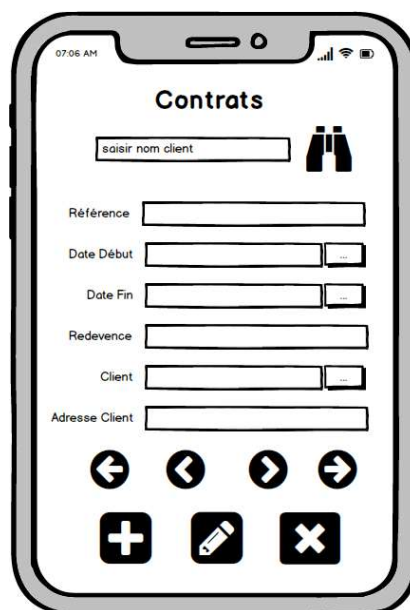 07:06 AM
Contrats
saisir nom client
Référence
Date Début
...
Date Fin
...
Redevence
Client
...
Adresse Client